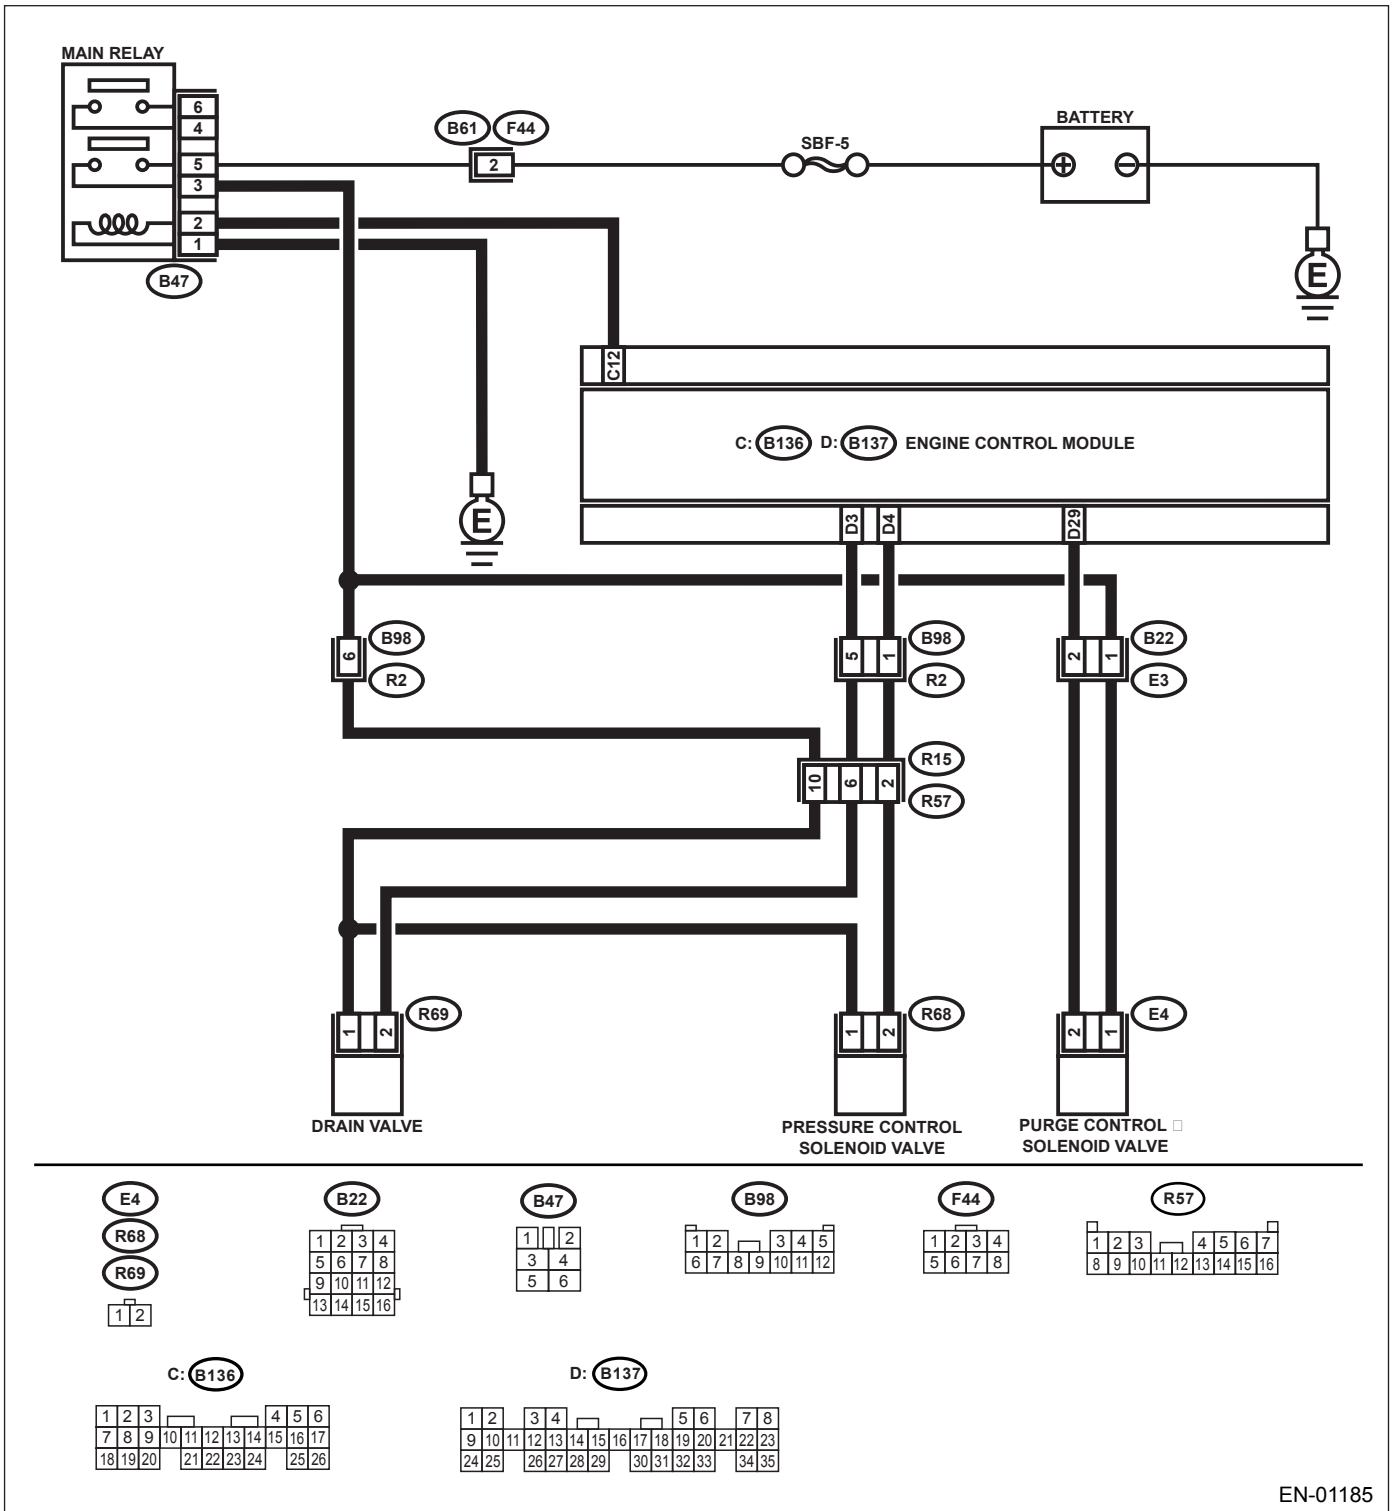 MAIN RELAY
6
4
5
3
2
1
B47
B61 F44
2
SBF-5
BATTERY
E
E
C12
C: B136 D: B137 ENGINE CONTROL MODULE
D3 D4 D29
6
B98
R2
5 1
B98
R2
2 1
B22
E3
10 6 2
R15
R57
1 2
R69
1 2
R68
2 1
E4
DRAIN VALVE
PRESSURE CONTROL
SOLENOID VALVE
PURGE CONTROL
SOLENOID VALVE
E4
R68
R69
1 2
B22
1 2 3 4
5 6 7 8
9 10 11 12
13 14 15 16
B47
1 2
3 4
5 6
B98
1 2 3 4 5
6 7 8 9 10 11 12
F44
1 2 3 4
5 6 7 8
R57
1 2 3 4 5 6 7
8 9 10 11 12 13 14 15 16
C: B136
1 2 3 4 5 6
7 8 9 10 11 12 13 14 15 16 17
18 19 20 21 22 23 24 25 26
D: B137
1 2 3 4 5 6 7 8
9 10 11 12 13 14 15 16 17 18 19 20 21 22 23
24 25 26 27 28 29 30 31 32 33 34 35
EN-01185